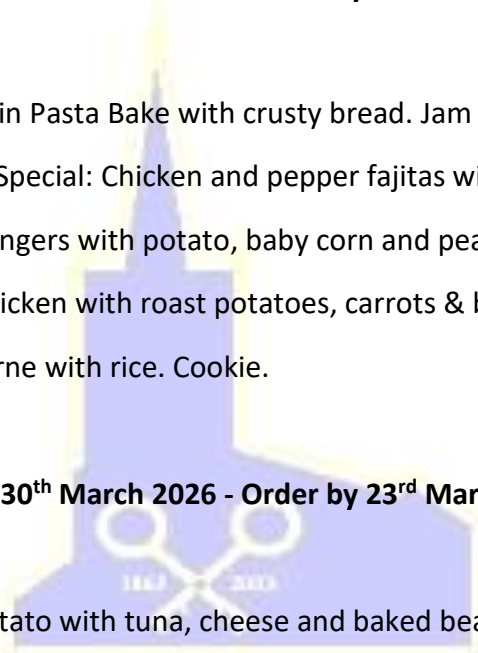 in Pasta Bake with crusty bread. Jam
Special: Chicken and pepper fajitas wi
ngers with potato, baby corn and pea
icken with roast potatoes, carrots & b
rne with rice. Cookie.
30th March 2026 - Order by 23rd Mar
1863 2013
tato with tuna, cheese and baked bea